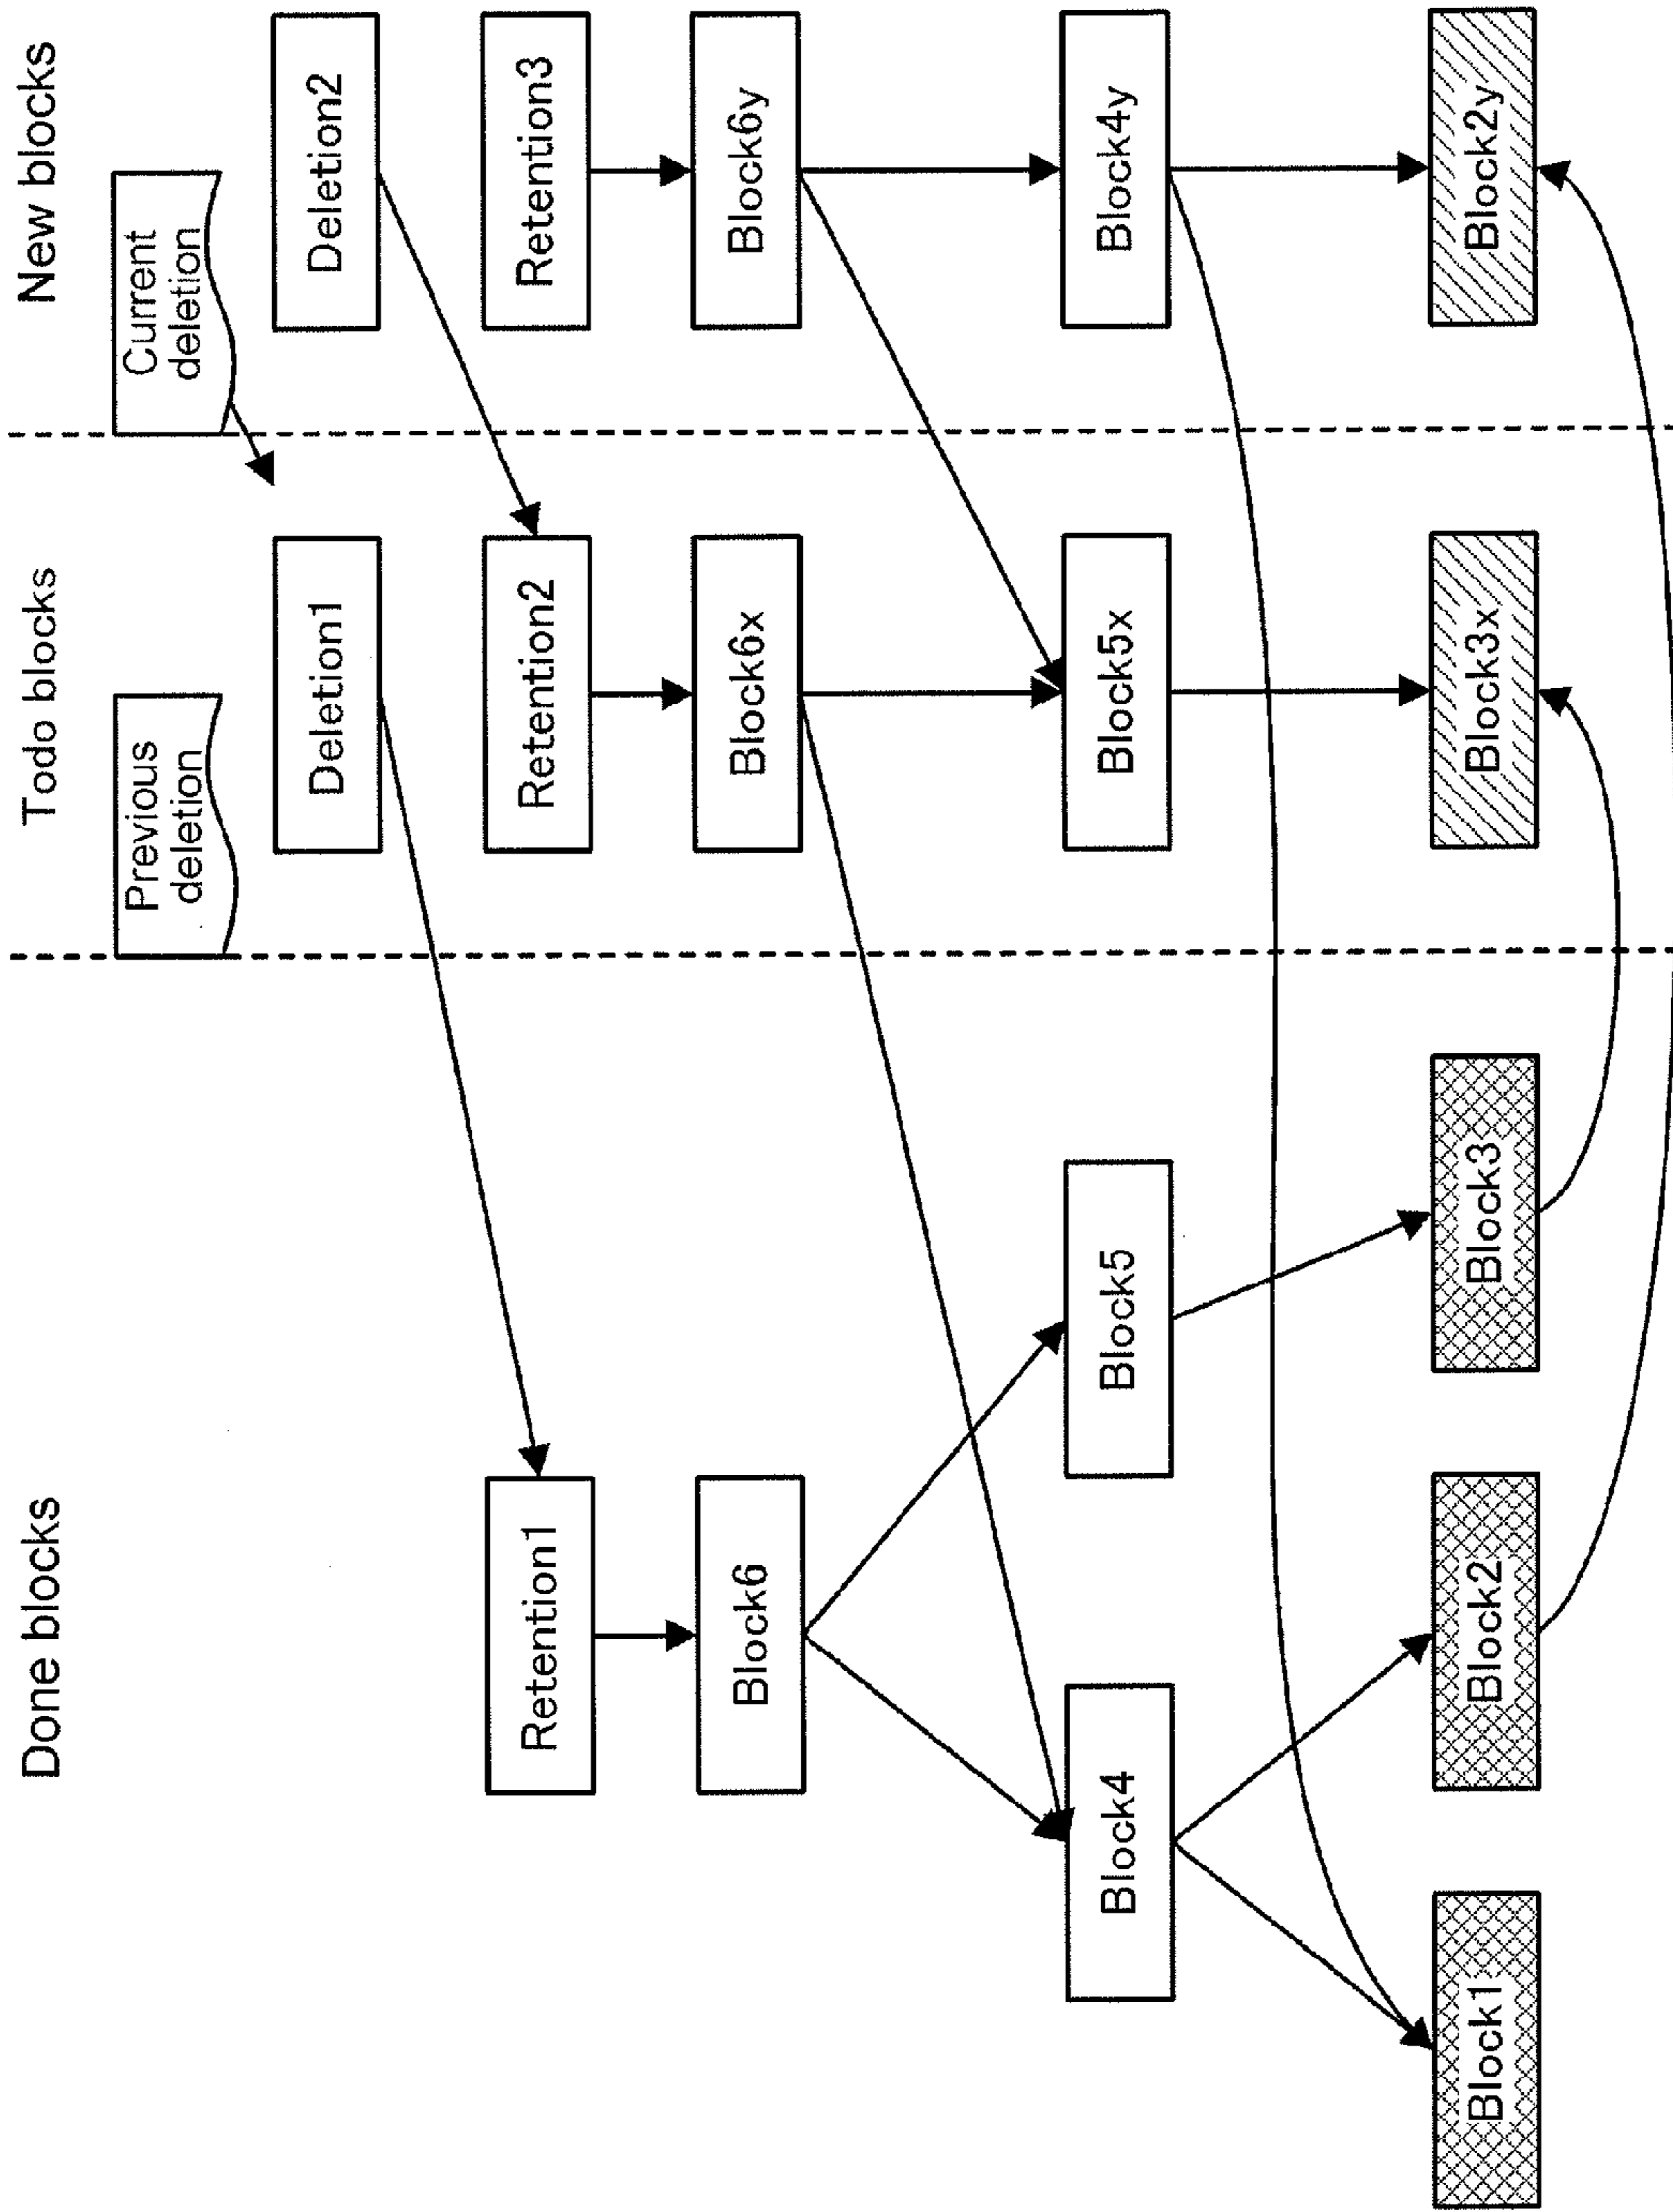 Done blocks
Todo blocks
New blocks
Previous
deletion
Current
deletion
Deletion1
Deletion2
Retention1
Retention2
Retention3
Block6
Block6x
Block6y
Block4
Block5
Block5x
Block4y
Block1
Block2
Block3
Block3x
Block2y